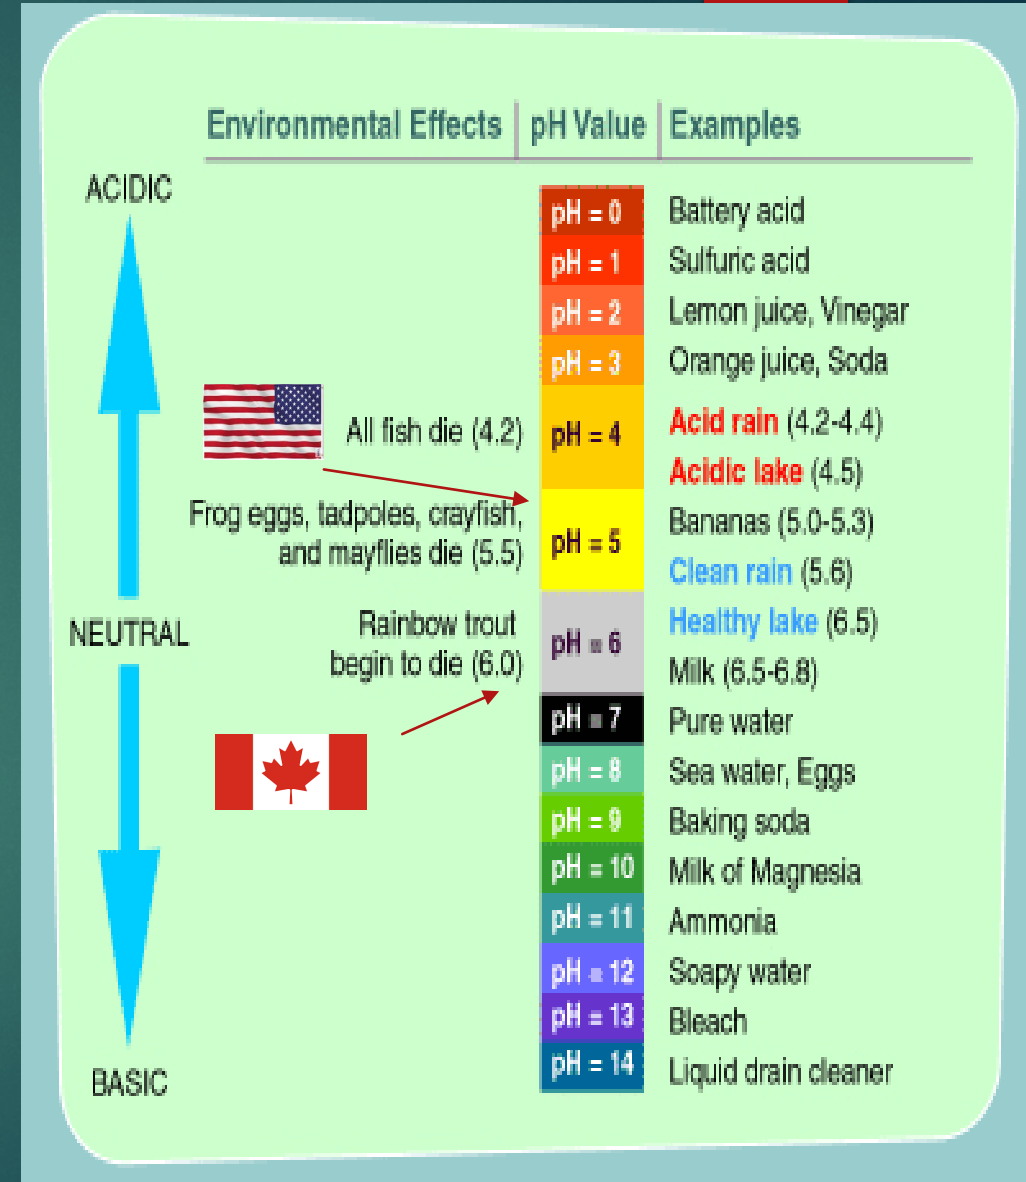 Environmental Effects pH Value Examples
ACIDIC
pH = 0 Battery acid
pH = 1 Sulfuric acid
pH = 2 Lemon juice, Vinegar
pH = 3 Orange juice, Soda
All fish die (4.2) pH = 4 Acid rain (4.2-4.4)
Acidic lake (4.5)
Frog eggs, tadpoles, crayfish, Bananas (5.0-5.3)
and mayflies die (5.5) pH = 5 Clean rain (5.6)
NEUTRAL
Rainbow trout Healthy lake (6.5)
begin to die (6.0) pH = 6 Milk (6.5-6.8)
pH = 7 Pure water
pH = 8 Sea water, Eggs
pH = 9 Baking soda
pH = 10 Milk of Magnesia
pH = 11 Ammonia
pH = 12 Soapy water
pH = 13 Bleach
pH = 14 Liquid drain cleaner
BASIC